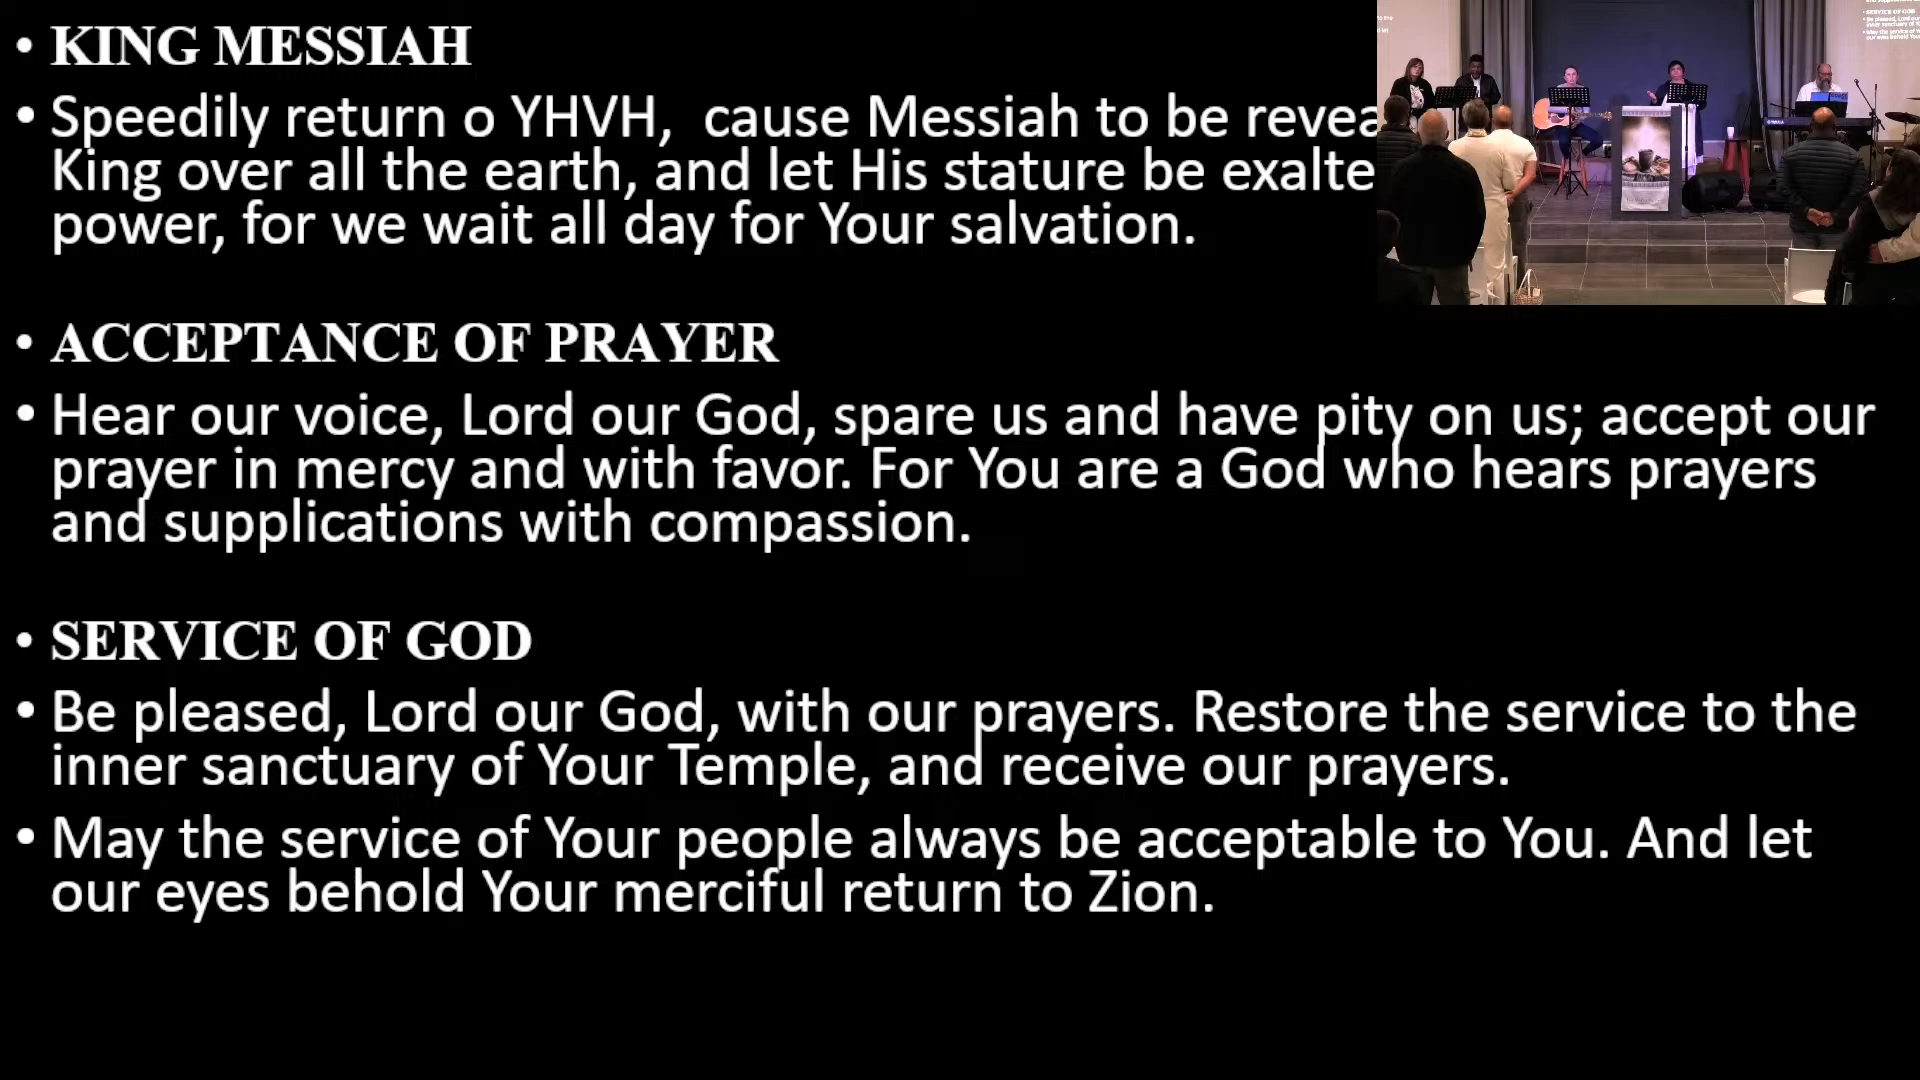 • KING MESSIAH
• Speedily return o YHVH,  cause Messiah to be revea
King over all the earth, and let His stature be exalte
power, for we wait all day for Your salvation.
• ACCEPTANCE OF PRAYER
• Hear our voice, Lord our God, spare us and have pity on us; accept our
prayer in mercy and with favor. For You are a God who hears prayers
and supplications with compassion.
• SERVICE OF GOD
• Be pleased, Lord our God, with our prayers. Restore the service to the
inner sanctuary of Your Temple, and receive our prayers.
• May the service of Your people always be acceptable to You. And let
our eyes behold Your merciful return to Zion.